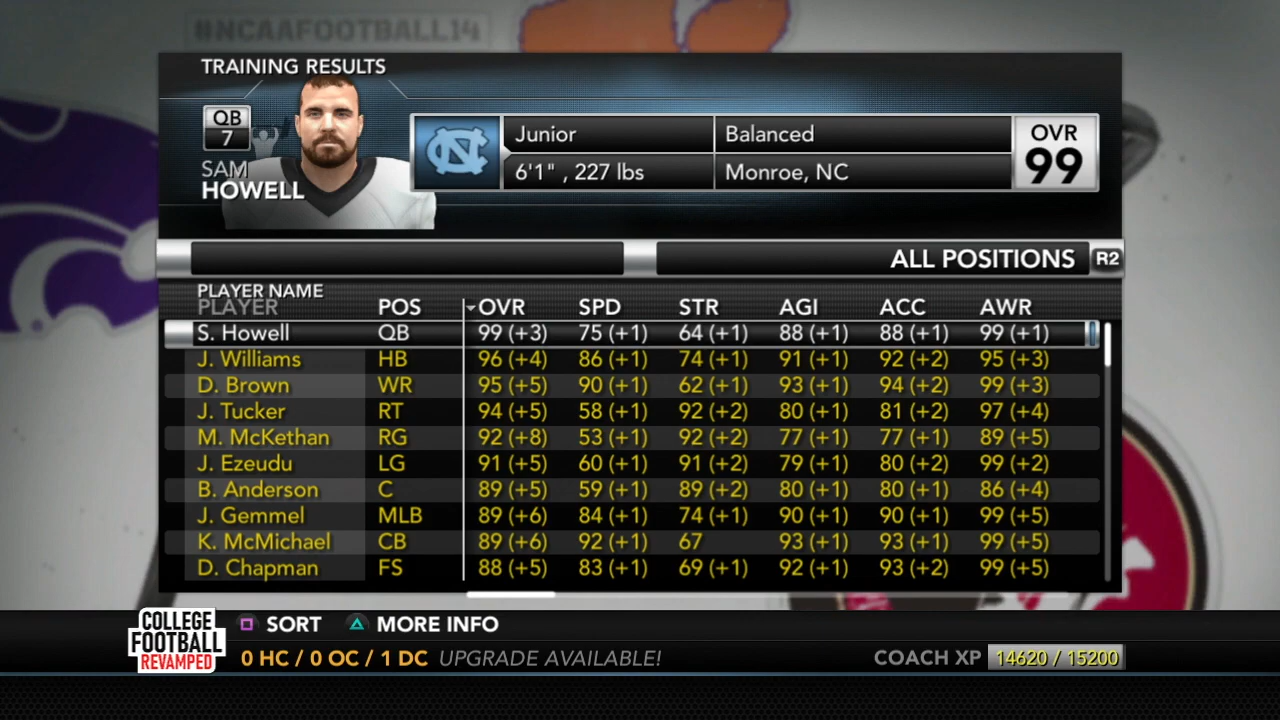 #NCAAFOOTBALL14
TRAINING RESULTS
QB
7
SAM
HOWELL
NC
Junior
Balanced
6'1" , 227 lbs
Monroe, NC
OVR
99
ALL POSITIONS R2
PLAYER NAME
PLAYER POS OVR SPD STR AGI ACC AWR
S. Howell QB 99 (+3) 75 (+1) 64 (+1) 88 (+1) 88 (+1) 99 (+1)
J. Williams HB 96 (+4) 86 (+1) 74 (+1) 91 (+1) 92 (+2) 95 (+3)
D. Brown WR 95 (+5) 90 (+1) 62 (+1) 93 (+1) 94 (+2) 99 (+3)
J. Tucker RT 94 (+5) 58 (+1) 92 (+2) 80 (+1) 81 (+2) 97 (+4)
M. McKethan RG 92 (+8) 53 (+1) 92 (+2) 77 (+1) 77 (+1) 89 (+5)
J. Ezeudu LG 91 (+5) 60 (+1) 91 (+2) 79 (+1) 80 (+2) 99 (+2)
B. Anderson C 89 (+5) 59 (+1) 89 (+2) 80 (+1) 80 (+1) 86 (+4)
J. Gemmel MLB 89 (+6) 84 (+1) 74 (+1) 90 (+1) 90 (+1) 99 (+5)
K. McMichael CB 89 (+6) 92 (+1) 67 93 (+1) 93 (+1) 99 (+5)
D. Chapman FS 88 (+5) 83 (+1) 69 (+1) 92 (+1) 93 (+2) 99 (+5)
COLLEGE
FOOTBALL
REVAMPED
SORT MORE INFO
0 HC / 0 OC / 1 DC UPGRADE AVAILABLE!
COACH XP 14620 / 15200